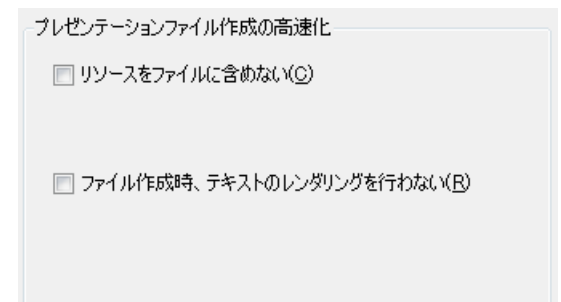 プレゼンテーションファイル作成の高速化
リソースをファイルに含めない(C)
ファイル作成時、テキストのレンダリングを行わない(R)